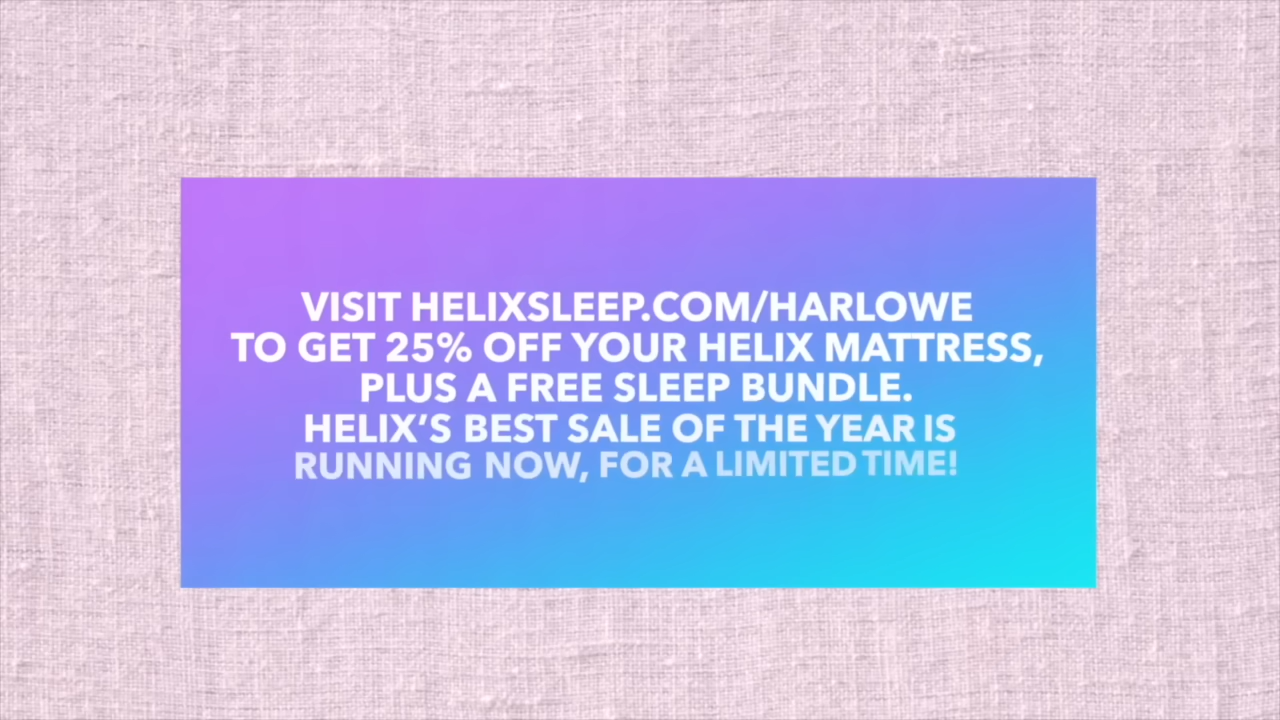 VISIT HELIXSLEEP.COM/HARLOWE
TO GET 25% OFF YOUR HELIX MATTRESS,
PLUS A FREE SLEEP BUNDLE.
HELIX’S BEST SALE OF THE YEAR IS
RUNNING NOW, FOR A LIMITED TIME!